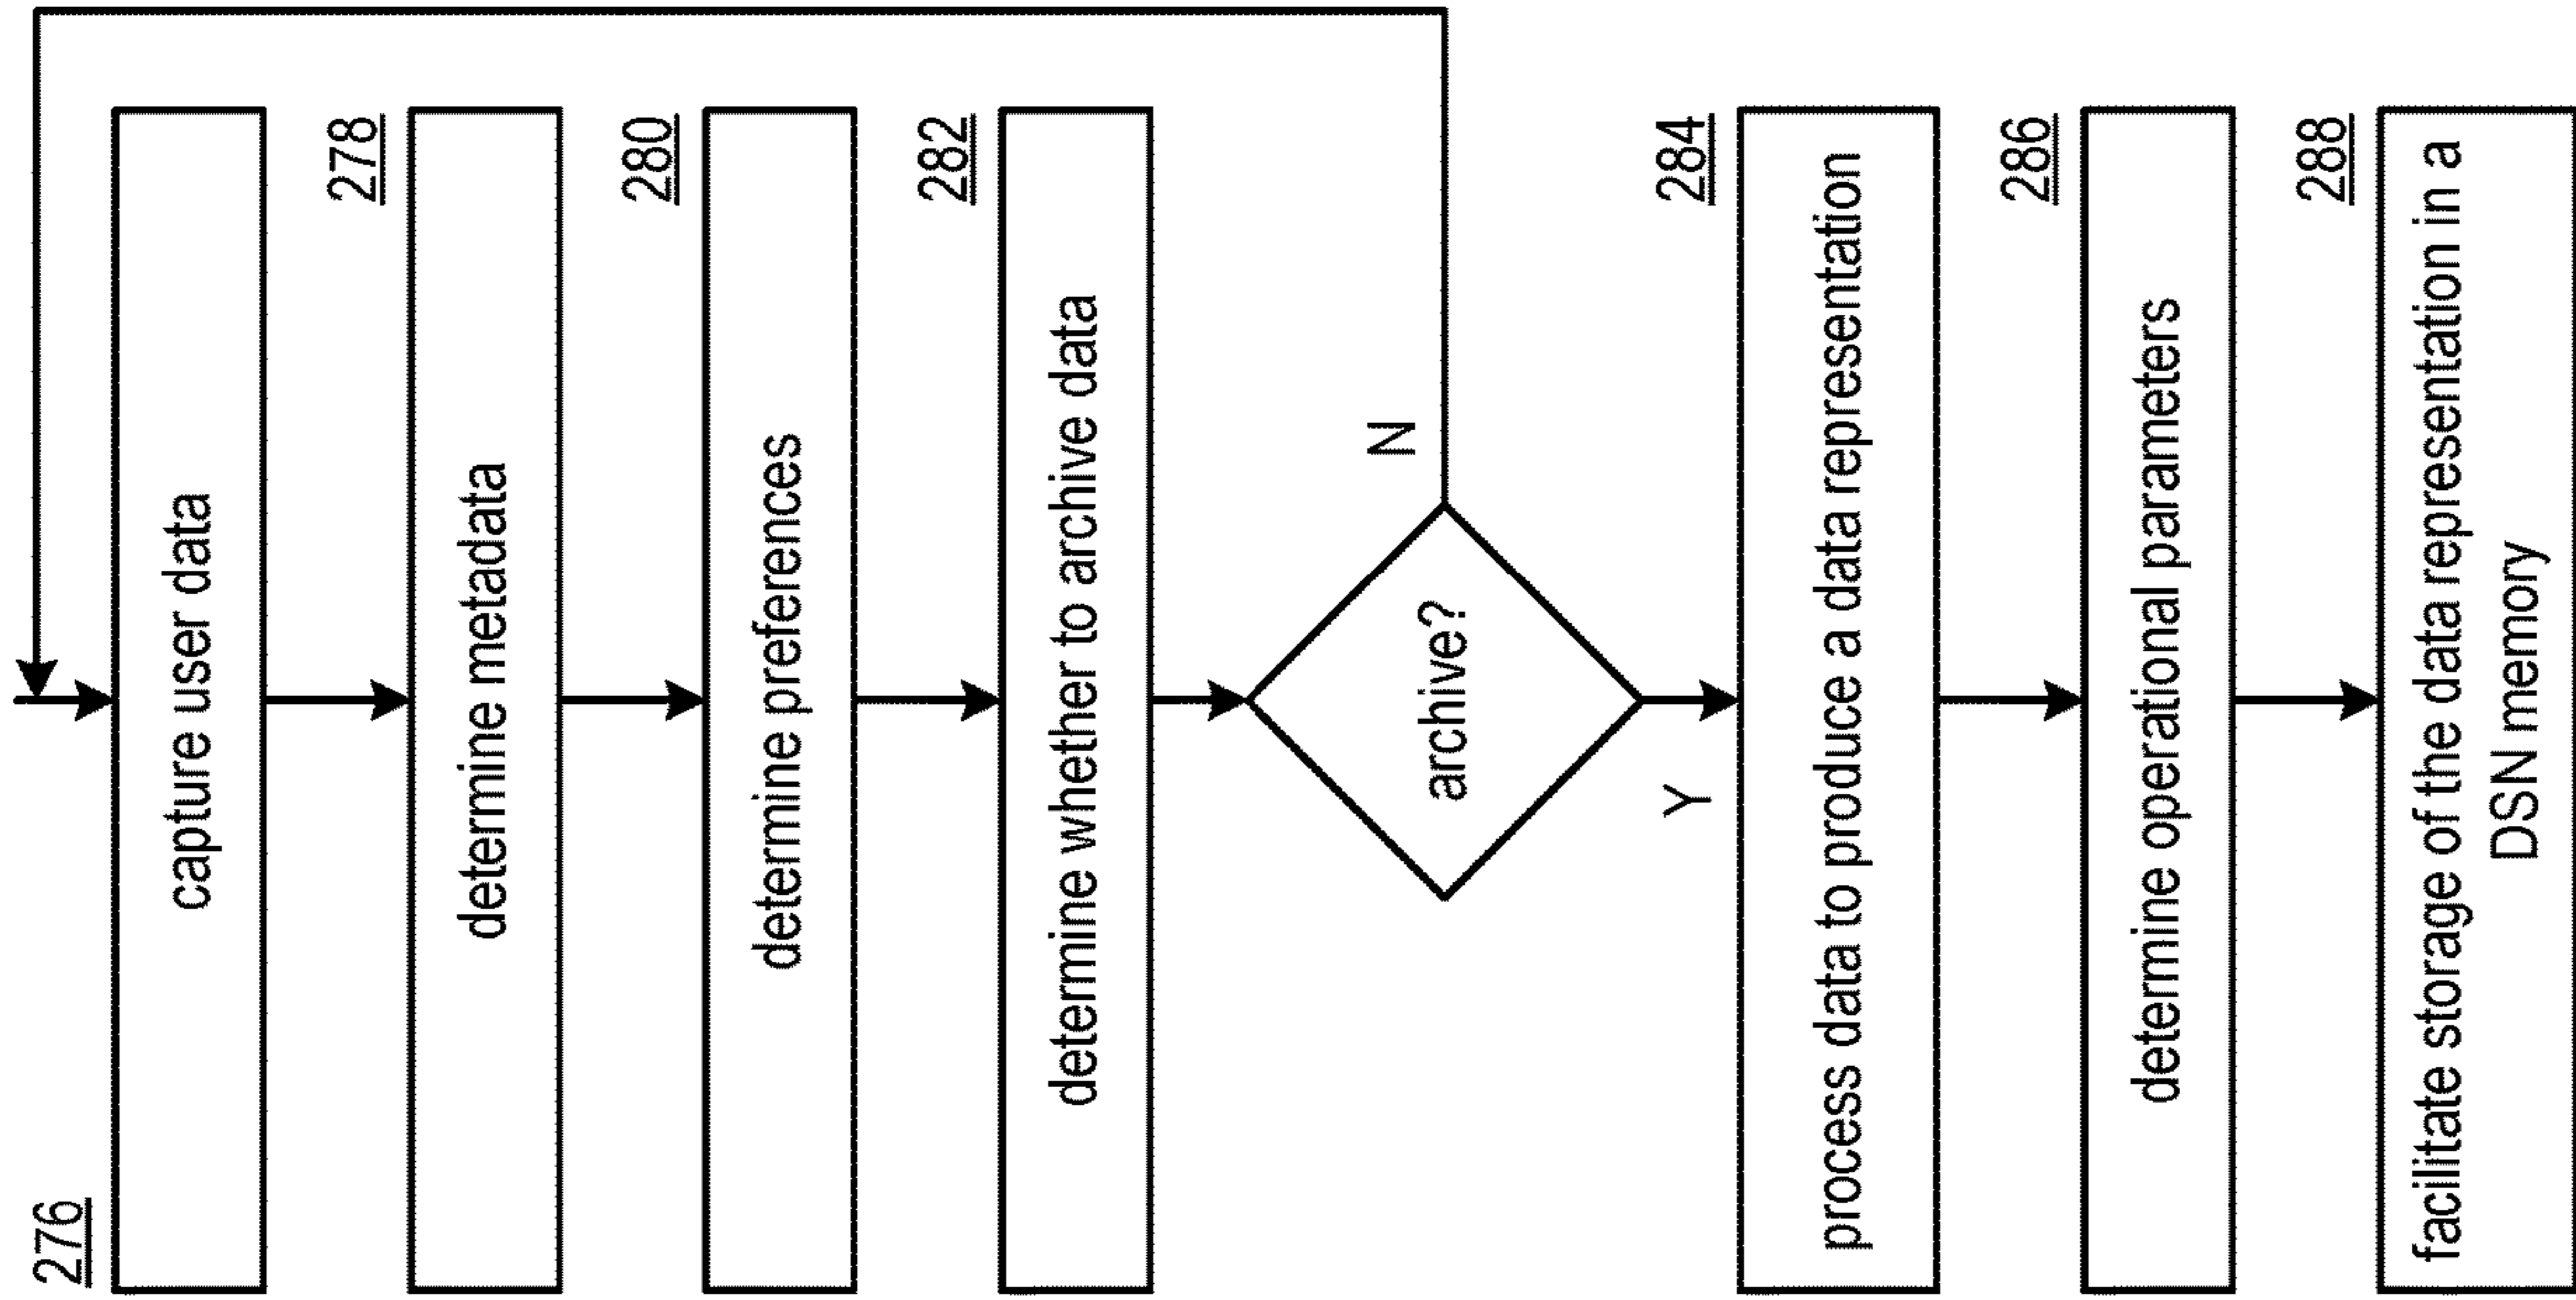 276
capture user data
278
determine metadata
280
determine preferences
282
determine whether to archive data
archive?
N
Y
284
process data to produce a data representation
286
determine operational parameters
288
facilitate storage of the data representation in a
DSN memory